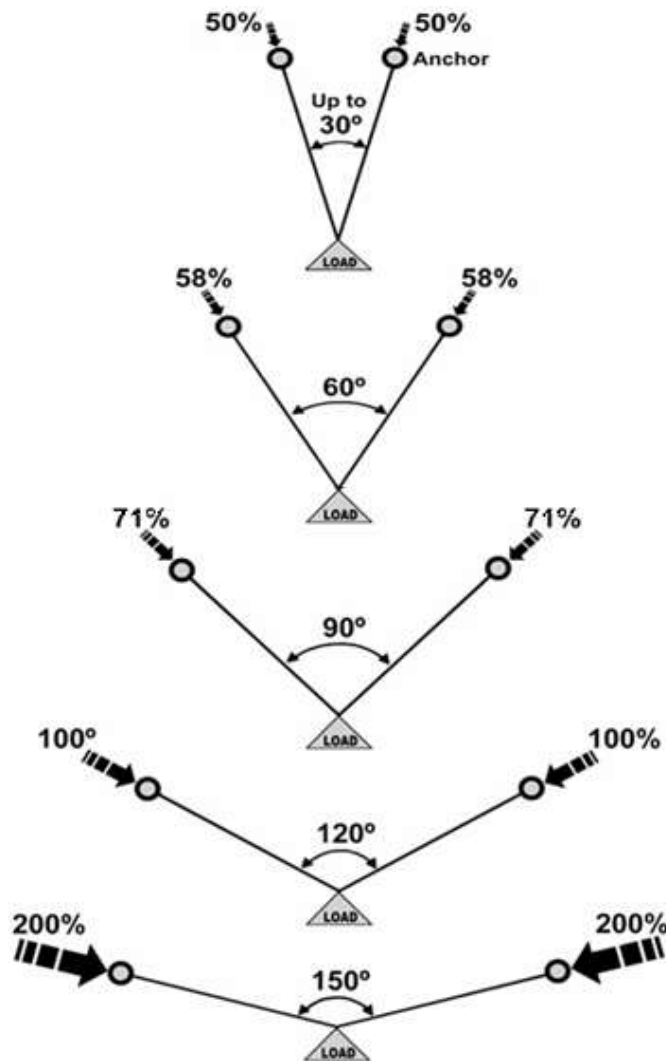 50% 50%
Anchor
Up to
30º
LOAD
58% 58%
60º
LOAD
71% 71%
90º
LOAD
100º 100%
120º
LOAD
200% 200%
150º
LOAD